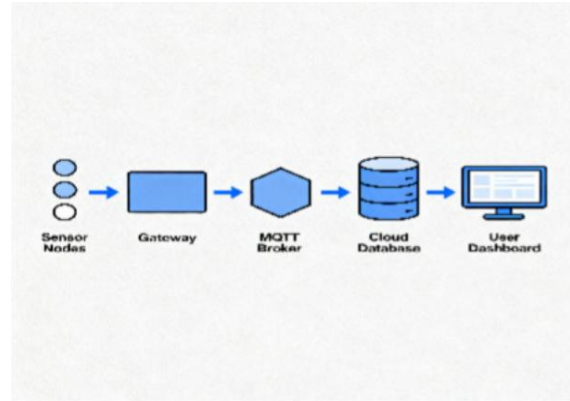 Sensor
Nodes
Gateway
MQTT
Broker
Cloud
Database
User
Dashboard